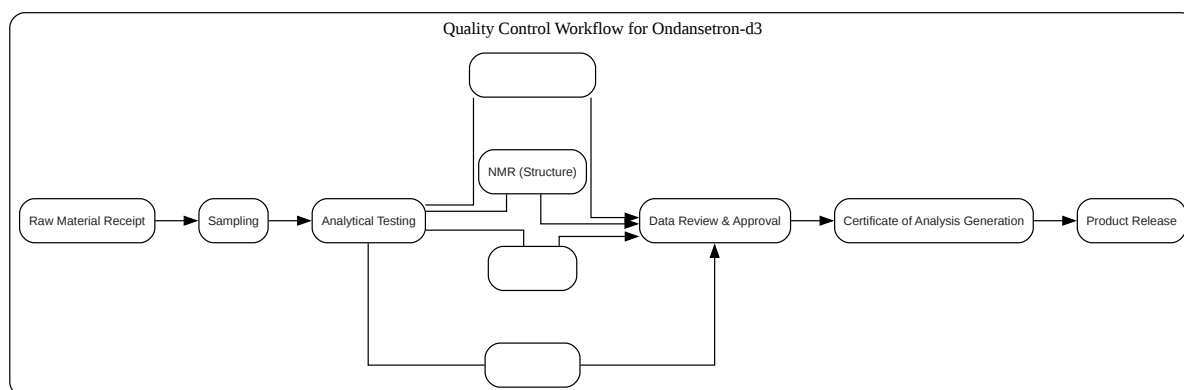 Quality Control Workflow for Ondansetron-d3
NMR (Structure)
Raw Material Receipt
Sampling
Analytical Testing
Data Review & Approval
Certificate of Analysis Generation
Product Release